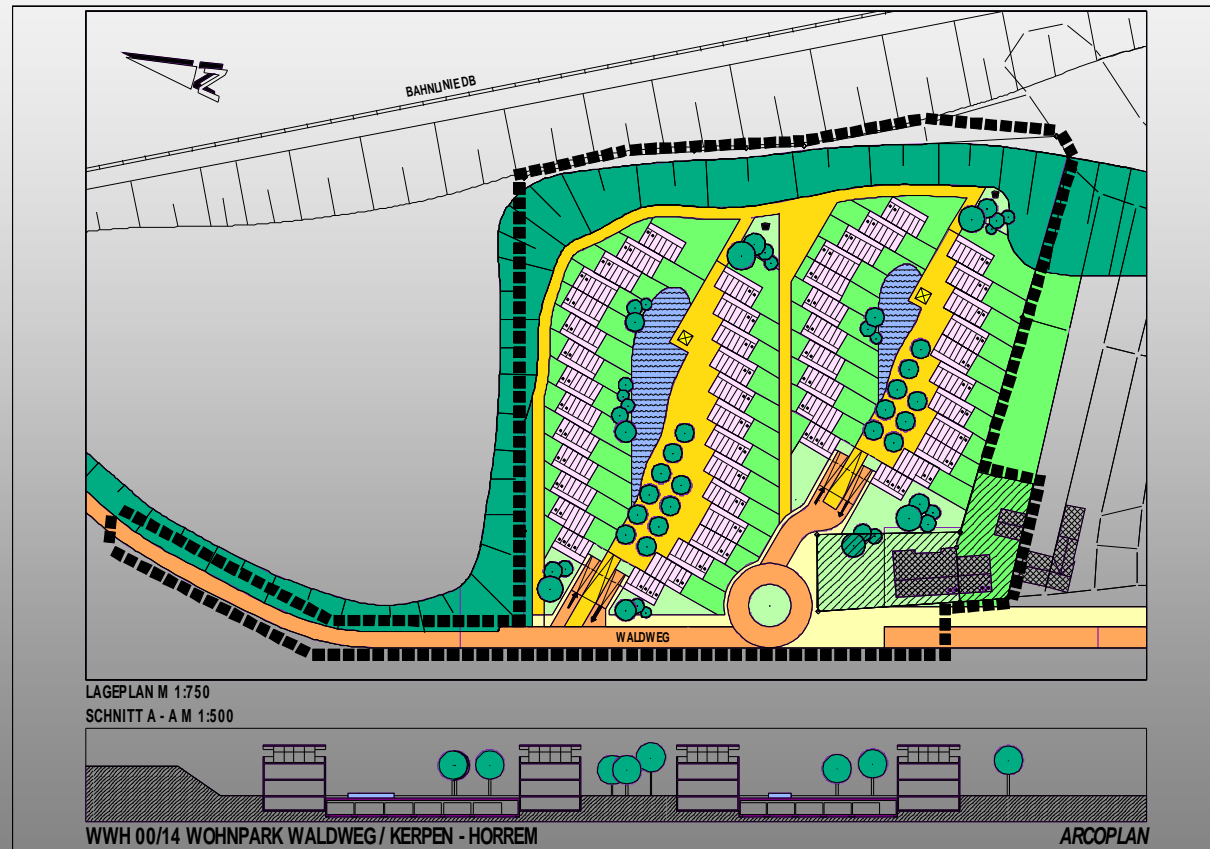 BAHNLINIE DB
WALDWEG
LAGEPLAN M 1:750
SCHNITT A - A M 1:500
WWH 00/14 WOHNPARK WALDWEG / KERPEN - HORREM
ARCOPLAN